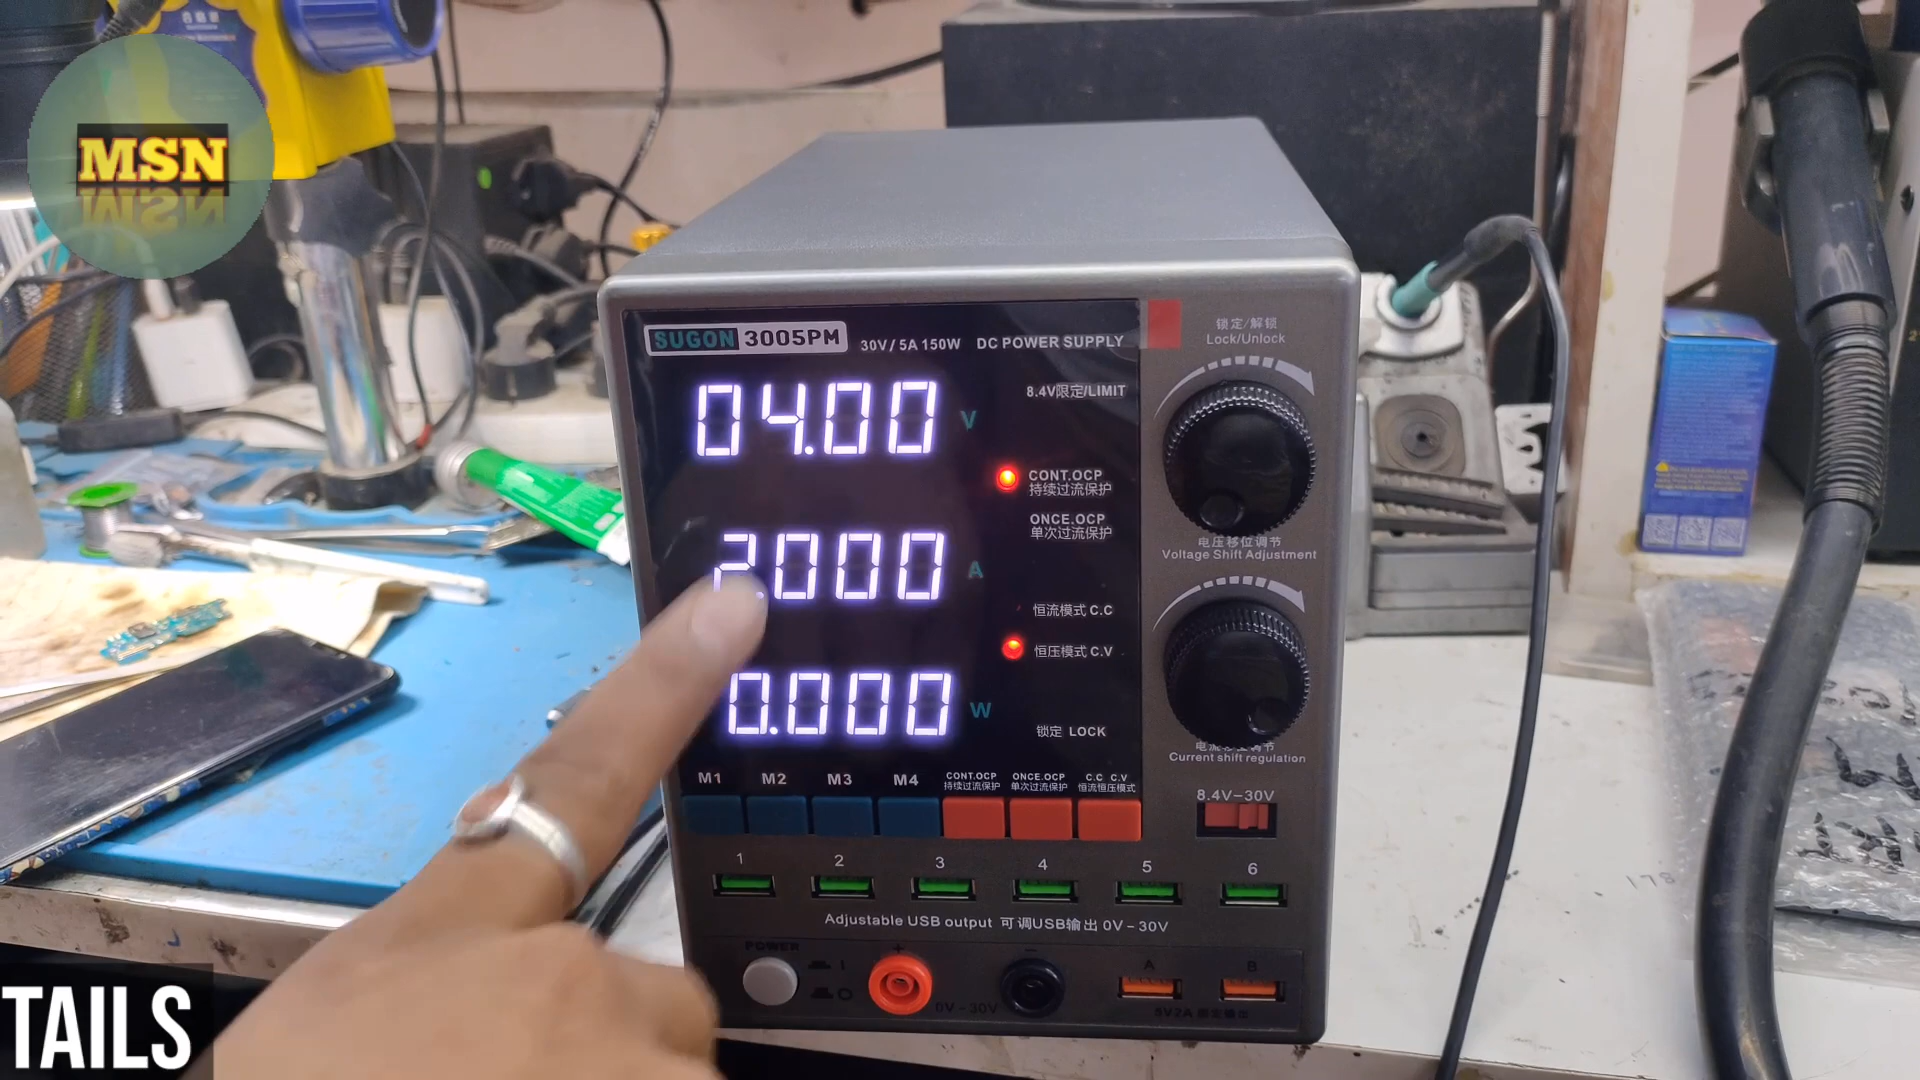 MSN
SUGON 3005PM 30V / 5A 150W DC POWER SUPPLY
锁定/解锁
Lock/Unlock
04.00 V
8.4V限定/LIMIT
CONT.OCP
持续过流保护
ONCE.OCP
单次过流保护
电压移位调节
Voltage Shift Adjustment
2.000 A
恒流模式 C.C
恒压模式 C.V
0.000 W
锁定 LOCK
电流移位调节
Current shift regulation
M1 M2 M3 M4
CONT.OCP
持续过流保护
ONCE.OCP
单次过流保护
C.C C.V
恒流恒压模式
8.4V-30V
1 2 3 4 5 6
Adjustable USB output 可调USB输出 0V - 30V
POWER
I
O
+
-
0V - 30V
A B
5V2A
TAILS
178